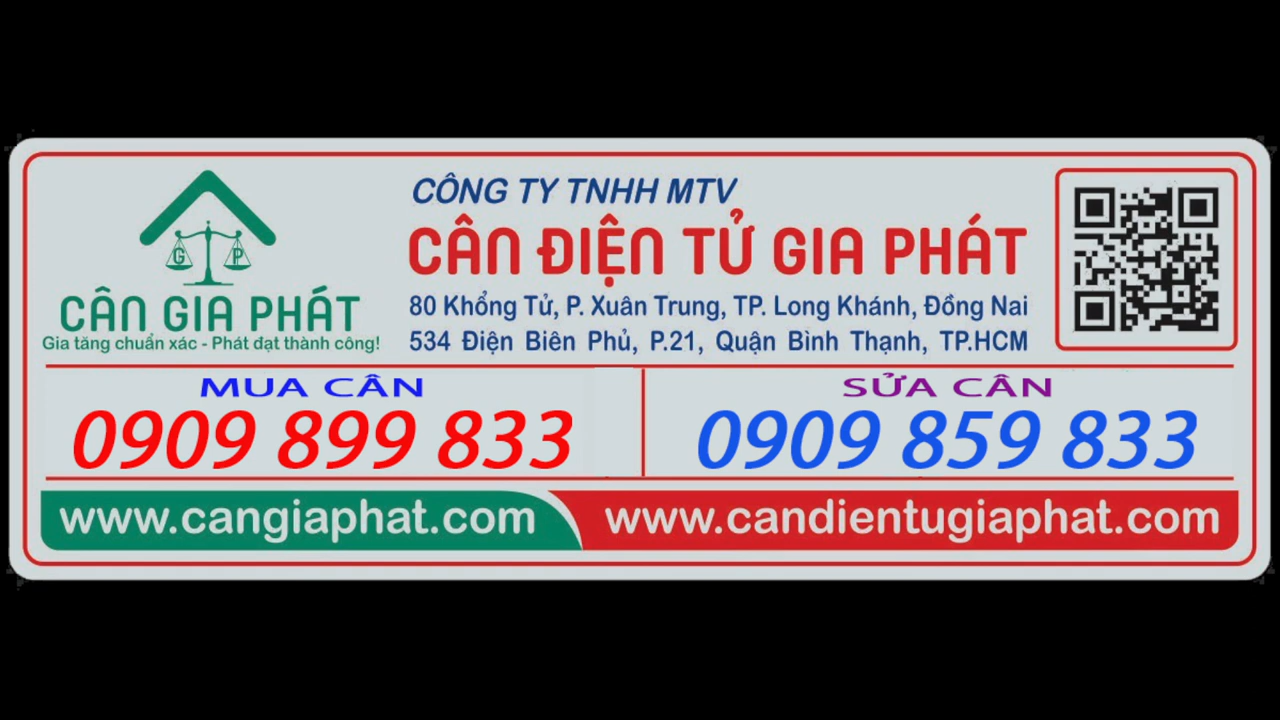 G P
CÂN GIA PHÁT
Gia tăng chuẩn xác - Phát đạt thành công!
CÔNG TY TNHH MTV
CÂN ĐIỆN TỬ GIA PHÁT
80 Khổng Tử, P. Xuân Trung, TP. Long Khánh, Đồng Nai
534 Điện Biên Phủ, P.21, Quận Bình Thạnh, TP.HCM
MUA CÂN
0909 899 833
SỬA CÂN
0909 859 833
www.cangiaphat.com
www.candientugiaphat.com